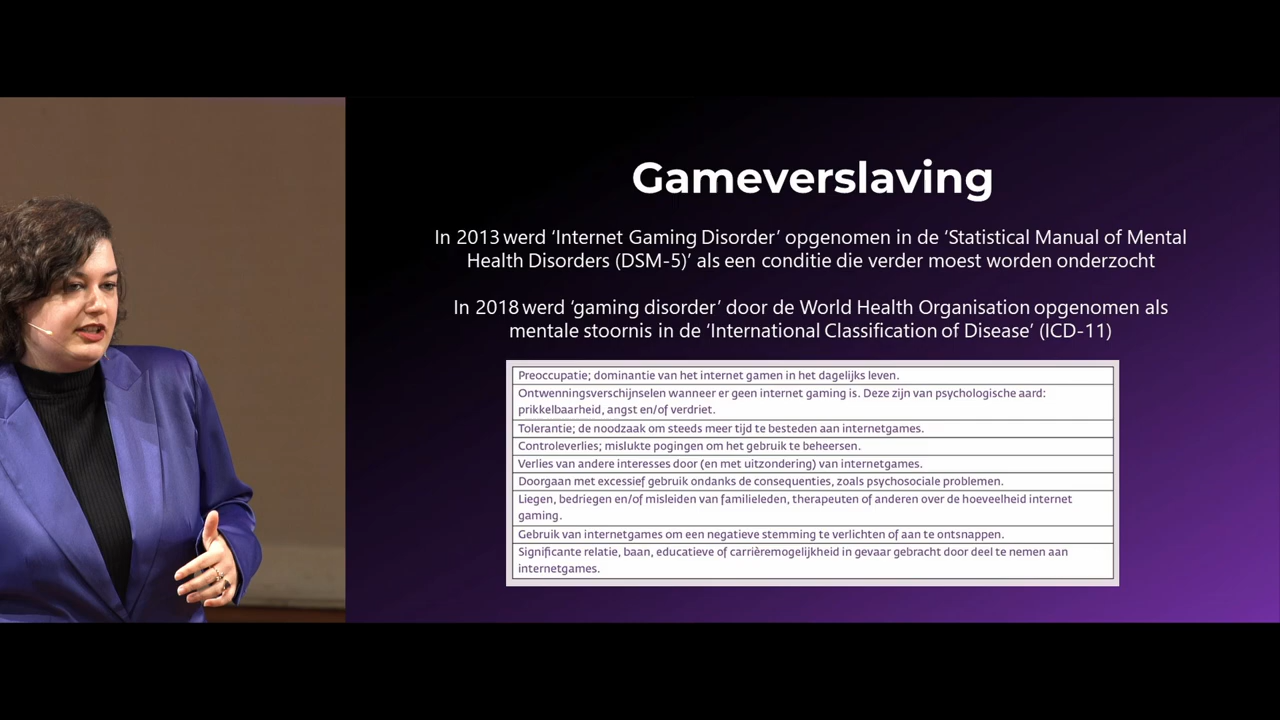 Gameverslaving
In 2013 werd ‘Internet Gaming Disorder’ opgenomen in de ‘Statistical Manual of Mental
Health Disorders (DSM-5)’ als een conditie die verder moest worden onderzocht
In 2018 werd ‘gaming disorder’ door de World Health Organisation opgenomen als
mentale stoornis in de ‘International Classification of Disease’ (ICD-11)
Preoccupatie; dominantie van het internet gamen in het dagelijks leven.
Ontwenningsverschijnselen wanneer er geen internet gaming is. Deze zijn van psychologische aard:
prikkelbaarheid, angst en/of verdriet.
Tolerantie; de noodzaak om steeds meer tijd te besteden aan internetgames.
Controleverlies; mislukte pogingen om het gebruik te beheersen.
Verlies van andere interesses door (en met uitzondering) van internetgames.
Doorgaan met excessief gebruik ondanks de consequenties, zoals psychosociale problemen.
Liegen, bedriegen en/of misleiden van familieleden, therapeuten of anderen over de hoeveelheid internet
gaming.
Gebruik van internetgames om een negatieve stemming te verlichten of aan te ontsnappen.
Significante relatie, baan, educatieve of carrièremogelijkheid in gevaar gebracht door deel te nemen aan
internetgames.